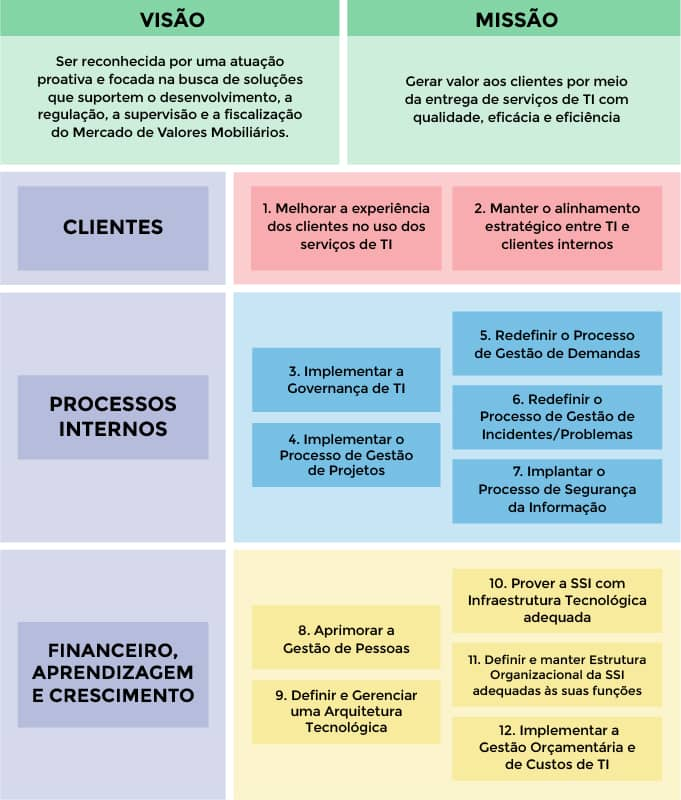 VISÃO
Ser reconhecida por uma atuação
proativa e focada na busca de soluções
que suportem o desenvolvimento, a
regulação, a supervisão e a fiscalização
do Mercado de Valores Mobiliários.
MISSÃO
Gerar valor aos clientes por meio
da entrega de serviços de TI com
qualidade, eficácia e eficiência
CLIENTES
1. Melhorar a experiência
dos clientes no uso dos
serviços de TI
2. Manter o alinhamento
estratégico entre TI e
clientes internos
PROCESSOS
INTERNOS
3. Implementar a
Governança de TI
4. Implementar o
Processo de Gestão
de Projetos
5. Redefinir o Processo
de Gestão de Demandas
6. Redefinir o
Processo de Gestão de
Incidentes/Problemas
7. Implantar o
Processo de Segurança
da Informação
FINANCEIRO,
APRENDIZAGEM
E CRESCIMENTO
8. Aprimorar a
Gestão de Pessoas
9. Definir e Gerenciar
uma Arquitetura
Tecnológica
10. Prover a SSI com
Infraestrutura Tecnológica
adequada
11. Definir e manter Estrutura
Organizacional da SSI
adequadas às suas funções
12. Implementar a
Gestão Orçamentária e
de Custos de TI